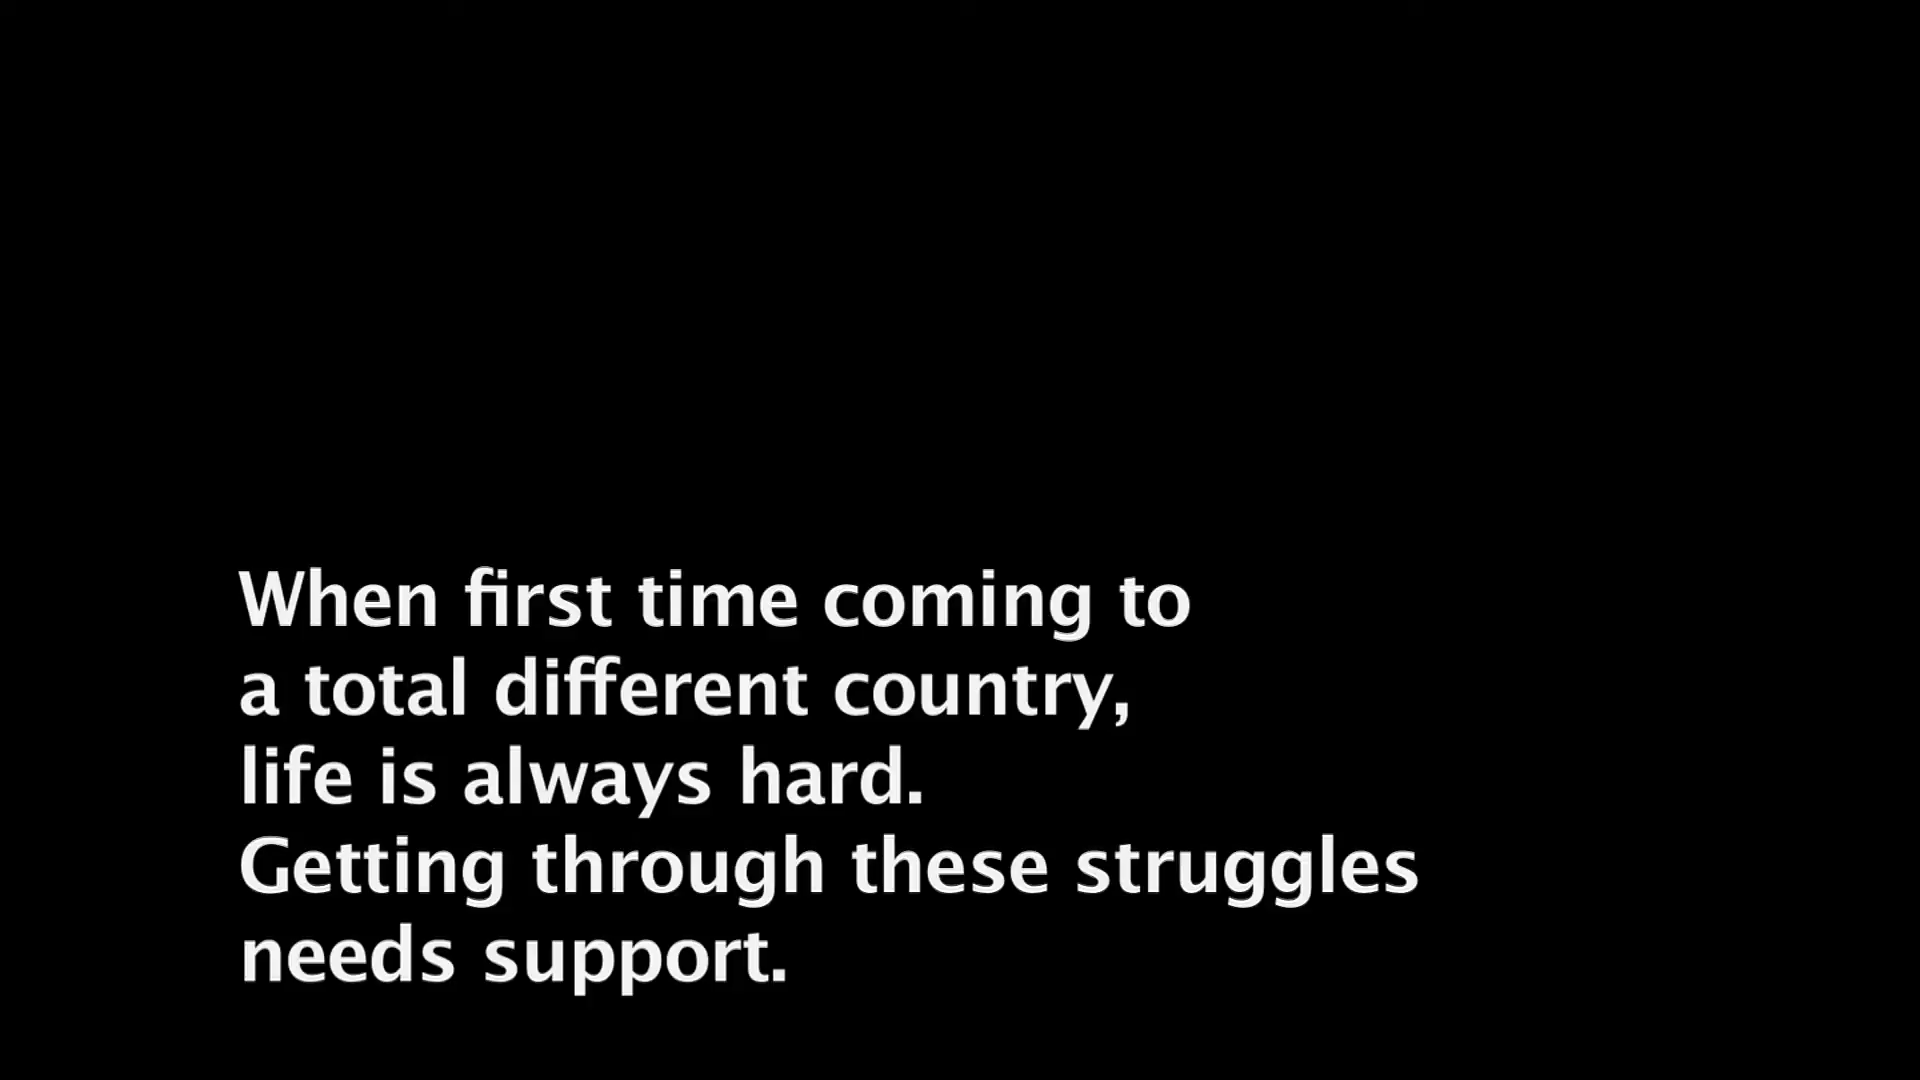 When first time coming to
a total different country,
life is always hard.
Getting through these struggles
needs support.